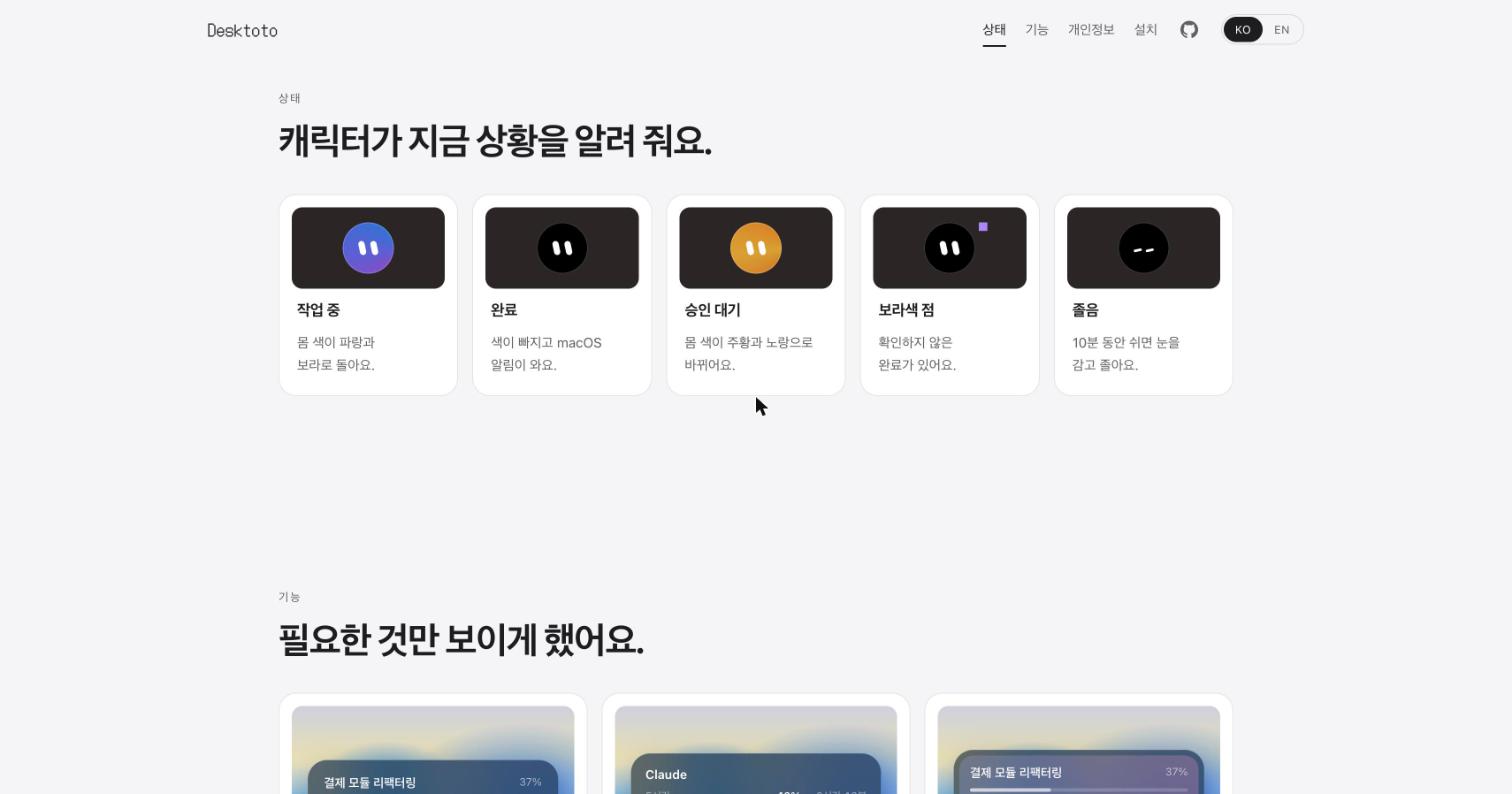 Desktoto
상태 기능 개인정보 설치 KO EN
상태
캐릭터가 지금 상황을 알려 줘요.
작업 중
몸 색이 파랑과
보라로 돌아요.
완료
색이 빠지고 macOS
알림이 와요.
승인 대기
몸 색이 주황과 노랑으로
바뀌어요.
보라색 점
확인하지 않은
완료가 있어요.
졸음
10분 동안 쉬면 눈을
감고 졸아요.
기능
필요한 것만 보이게 했어요.
결제 모듈 리팩터링 37%
Claude
결제 모듈 리팩터링 37%